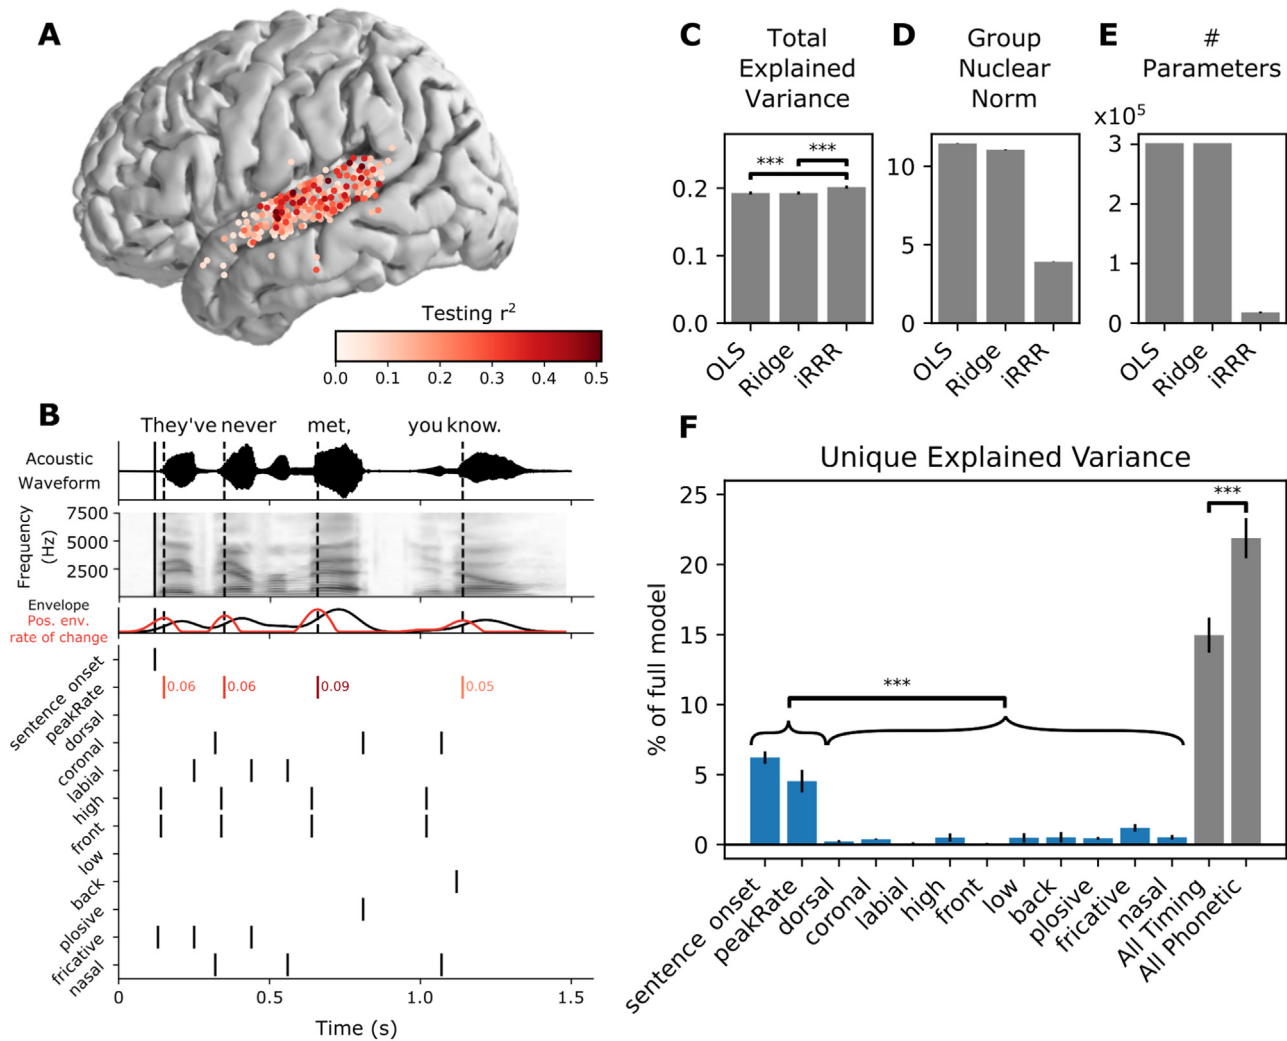 A
Testing r²
0.0 0.1 0.2 0.3 0.4 0.5
B
They've never met, you know.
Acoustic
Waveform
Frequency
(Hz)
7500
5000
2500
Envelope
Pos. env.
rate of change
sentence onset
peakRate
0.06 0.06 0.09 0.05
dorsal
coronal
labial
high
front
low
back
plosive
fricative
nasal
0 0.5 1.0 1.5
Time (s)
C
Total
Explained
Variance
*** ***
0.2
0.1
0.0
OLS Ridge iRRR
D
Group
Nuclear
Norm
10
5
0
OLS Ridge iRRR
E
#
Parameters
x10⁵
3
2
1
0
OLS Ridge iRRR
F
Unique Explained Variance
% of full model
25
20
15
10
5
0
***
***
sentence onset
peakRate
dorsal
coronal
labial
high
front
low
back
plosive
fricative
nasal
All Timing
All Phonetic